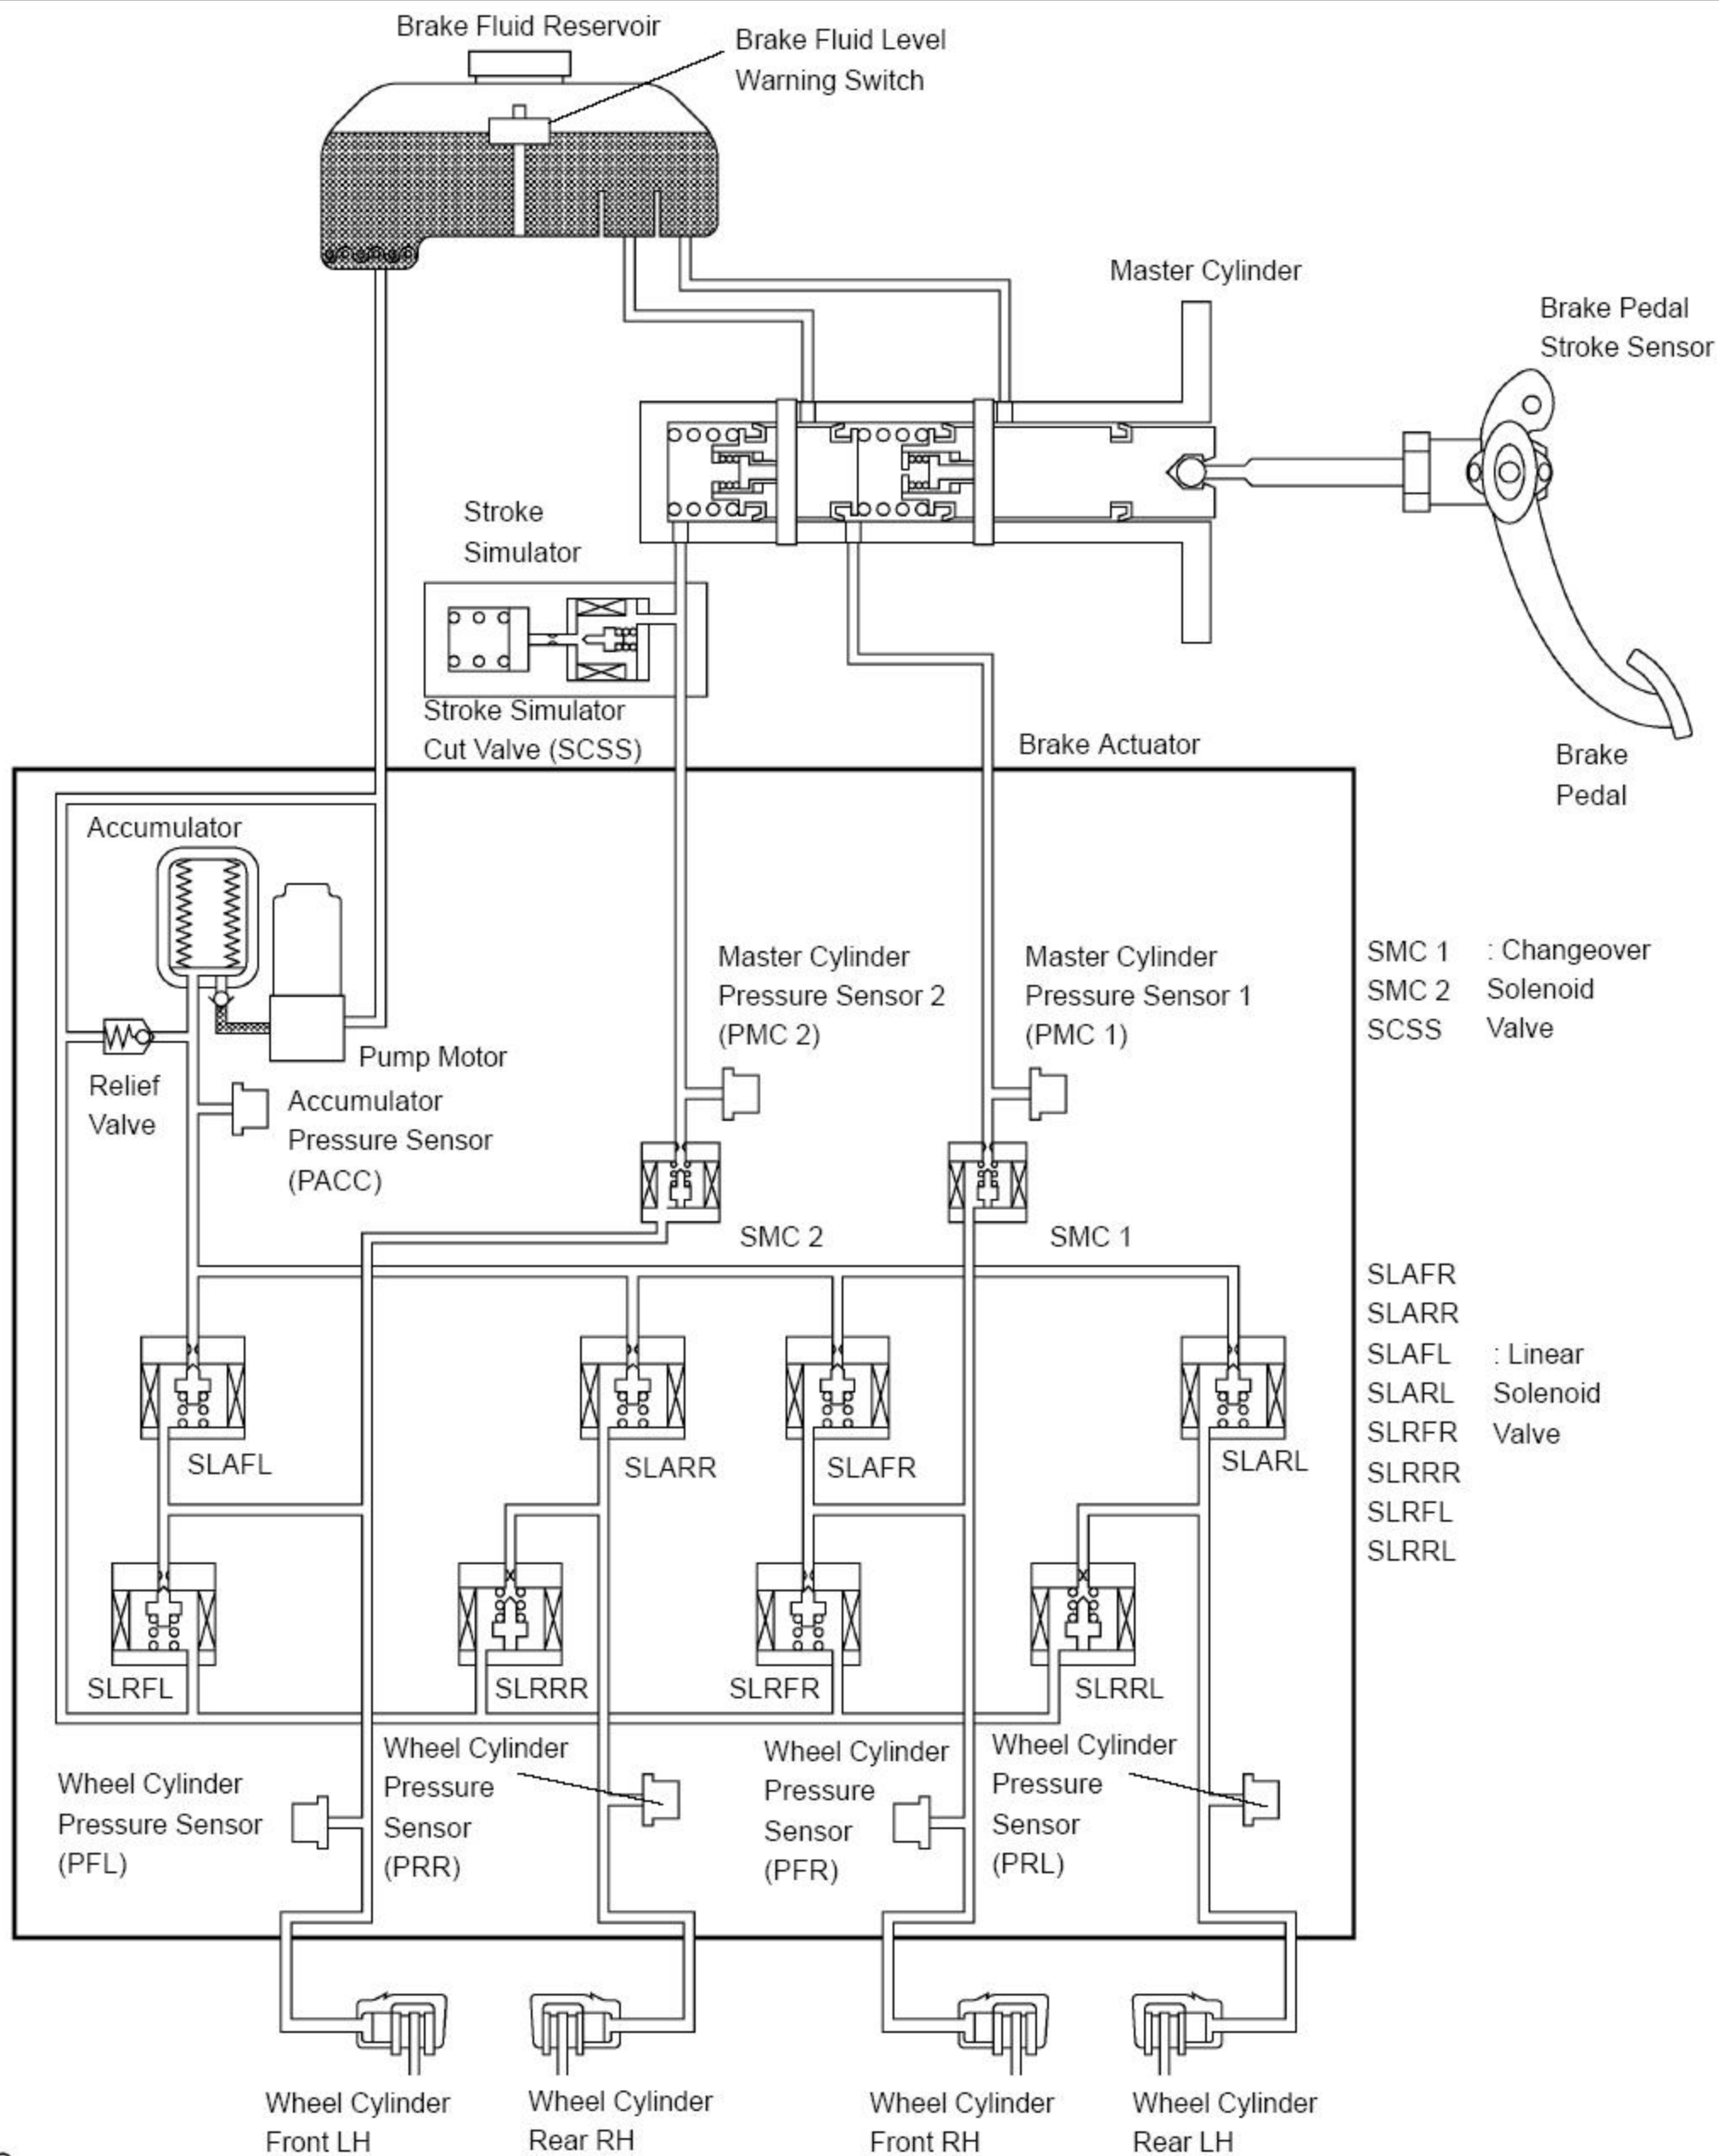 Brake Fluid Reservoir
Brake Fluid Level
Warning Switch
Master Cylinder
Brake Pedal
Stroke Sensor
Stroke
Simulator
Stroke Simulator
Cut Valve (SCSS)
Brake Actuator
Brake
Pedal
Accumulator
Master Cylinder
Pressure Sensor 2
(PMC 2)
Master Cylinder
Pressure Sensor 1
(PMC 1)
SMC 1 : Changeover
SMC 2 Solenoid
SCSS Valve
Pump Motor
Relief
Valve
Accumulator
Pressure Sensor
(PACC)
SMC 2
SMC 1
SLAFR
SLARR
SLAFL : Linear
SLARL Solenoid
SLRFR Valve
SLRRR
SLRFL
SLRRL
SLAFL
SLARR
SLAFR
SLARL
SLRFL
SLRRR
SLRFR
SLRRL
Wheel Cylinder
Pressure Sensor
(PFL)
Wheel Cylinder
Pressure
Sensor
(PRR)
Wheel Cylinder
Pressure
Sensor
(PFR)
Wheel Cylinder
Pressure
Sensor
(PRL)
Wheel Cylinder
Front LH
Wheel Cylinder
Rear RH
Wheel Cylinder
Front RH
Wheel Cylinder
Rear LH